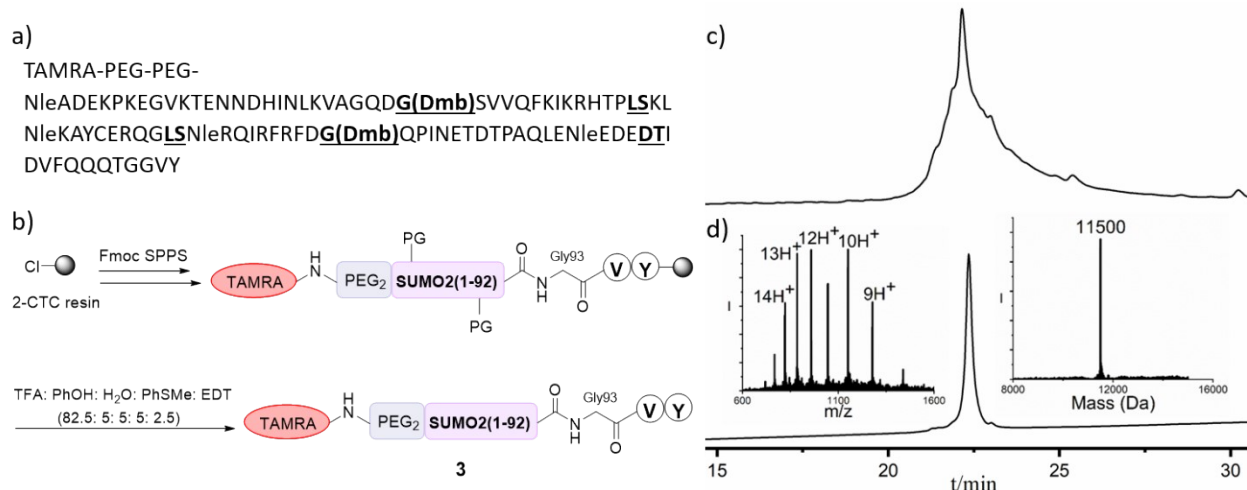 a)
TAMRA-PEG-PEG-
NleADEKPKEGVKTENNDHINLKVAGQDG(Dmb)SVVQFKIKRHTPLSKL
NleKAYCERQGLSNleRQIRFRFDG(Dmb)QPINETDTPAQLENleEDEDTI
DVFQQQTGGVY
b)
Cl
2-CTC resin
Fmoc SPPS
TAMRA
H
N
PEG2
PG
SUMO2(1-92)
PG
O
N
H
Gly93
O
V
Y
TFA: PhOH: H2O: PhSMe: EDT
(82.5: 5: 5: 5: 2.5)
TAMRA
H
N
PEG2
SUMO2(1-92)
O
N
H
Gly93
O
V
Y
3
c)
d)
14H+
13H+
12H+
10H+
9H+
I
600
1100
1600
m/z
11500
I
8000
12000
16000
Mass (Da)
15
20
25
30
t/min